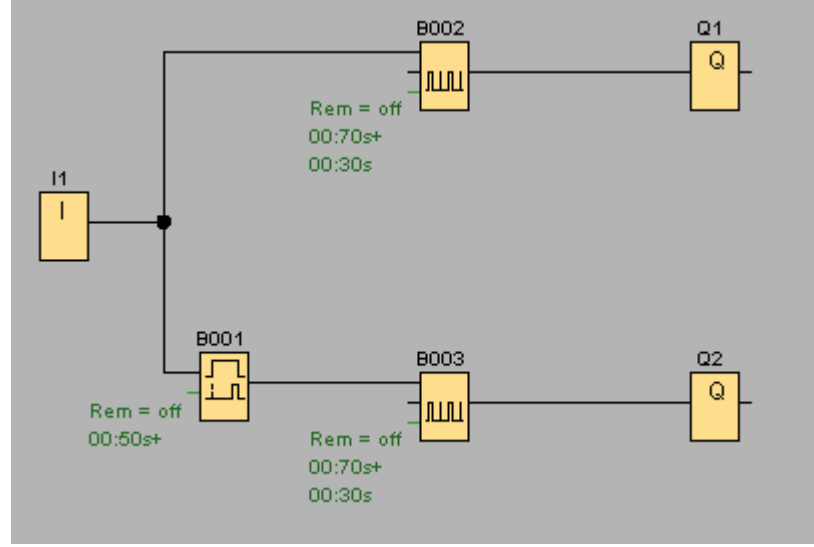 B002
Q1
Q
Rem = off
00:70s+
00:30s
I1
I
B001
Rem = off
00:50s+
B003
Q2
Q
Rem = off
00:70s+
00:30s